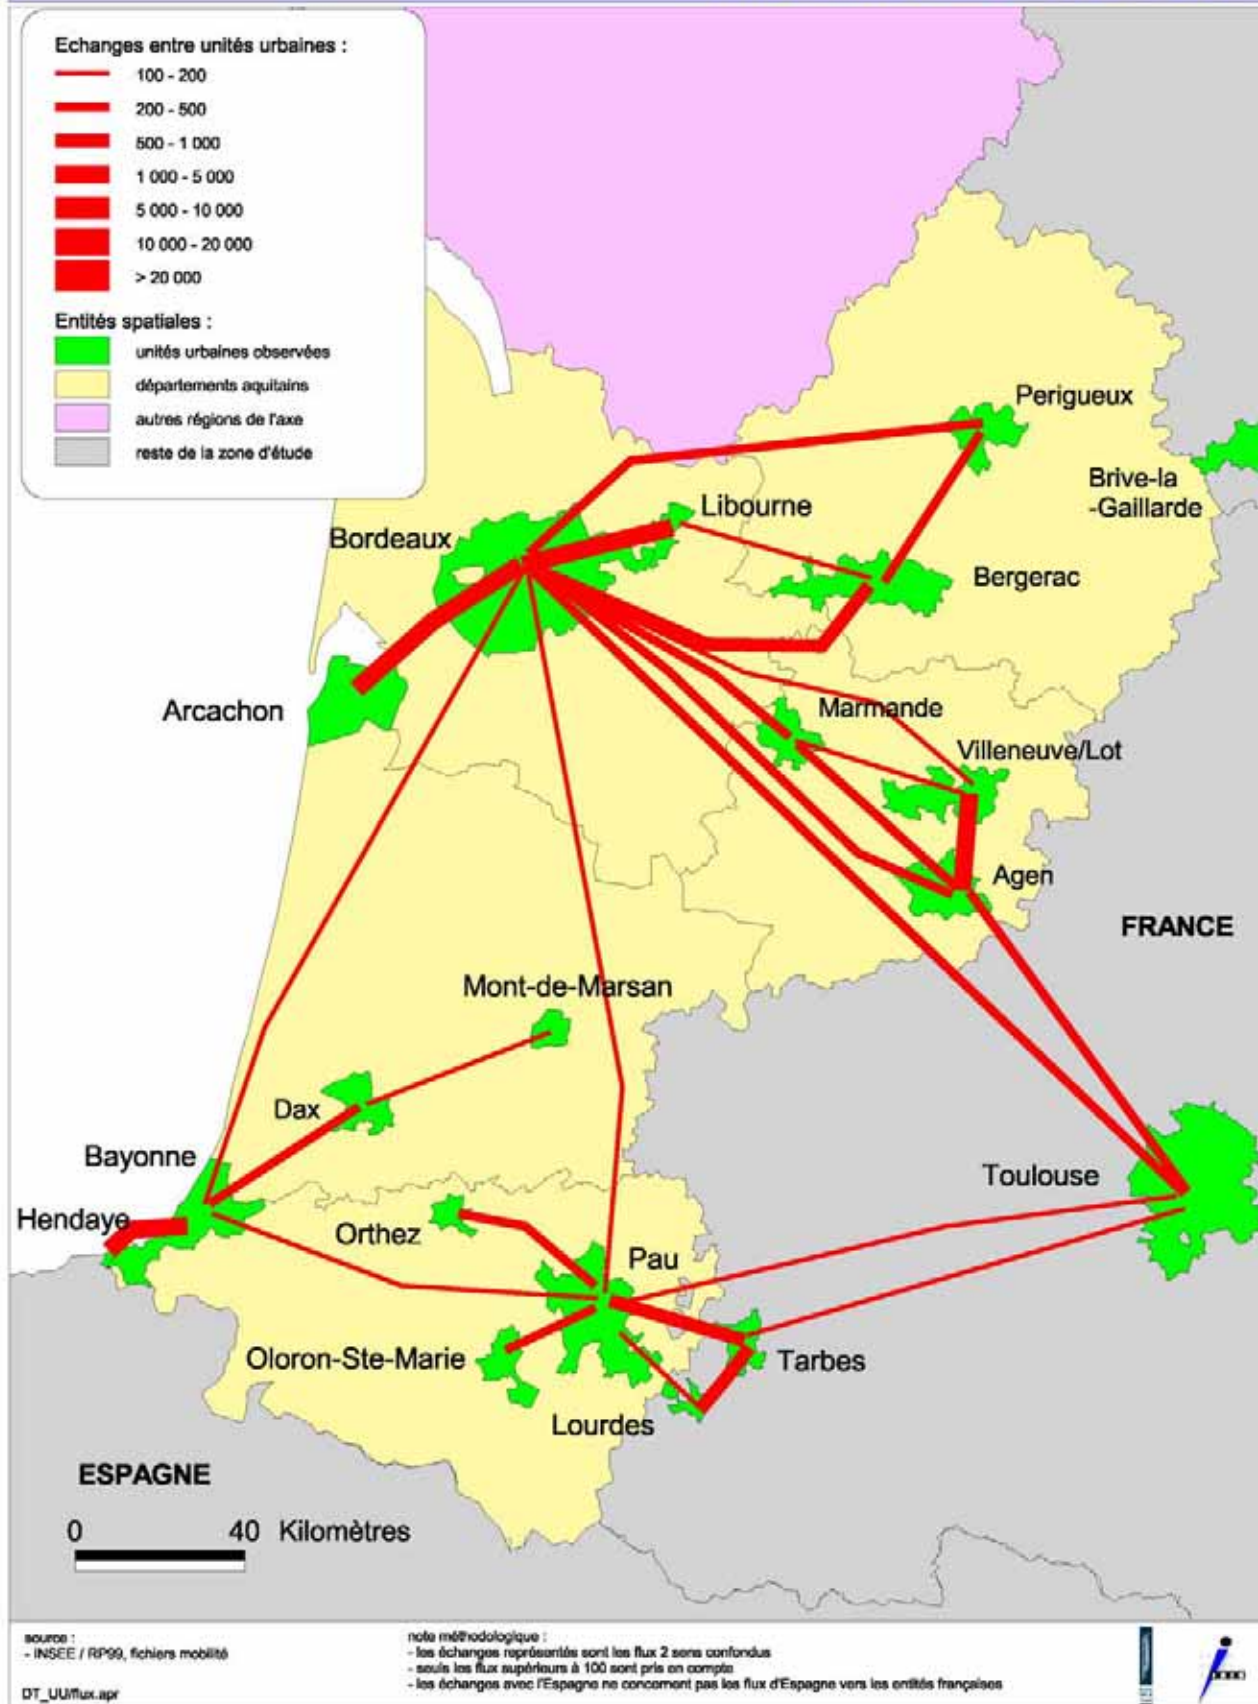 Echanges entre unités urbaines :
100 - 200
200 - 500
500 - 1 000
1 000 - 5 000
5 000 - 10 000
10 000 - 20 000
> 20 000
Entités spatiales :
unités urbaines observées
départements aquitains
autres régions de l'axe
reste de la zone d'étude
Perigueux
Brive-la
-Gaillarde
Libourne
Bordeaux
Bergerac
Arcachon
Marmande
Villeneuve/Lot
Agen
FRANCE
Mont-de-Marsan
Dax
Bayonne
Toulouse
Hendaye
Orthez
Pau
Oloron-Ste-Marie
Tarbes
Lourdes
ESPAGNE
0 40 Kilomètres
source :
- INSEE / RP99, fichiers mobilité
DT_UU/flux.apr
note méthodologique :
- les échanges représentés sont les flux 2 sens confondus
- seuls les flux supérieurs à 100 sont pris en compte
- les échanges avec l'Espagne ne concernent pas les flux d'Espagne vers les entités françaises